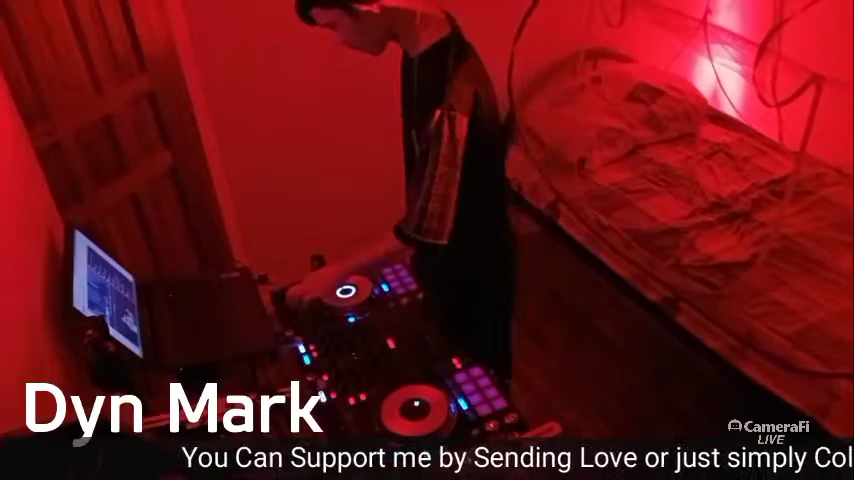 Dyn Mark
CameraFi
LIVE
You Can Support me by Sending Love or just simply Col